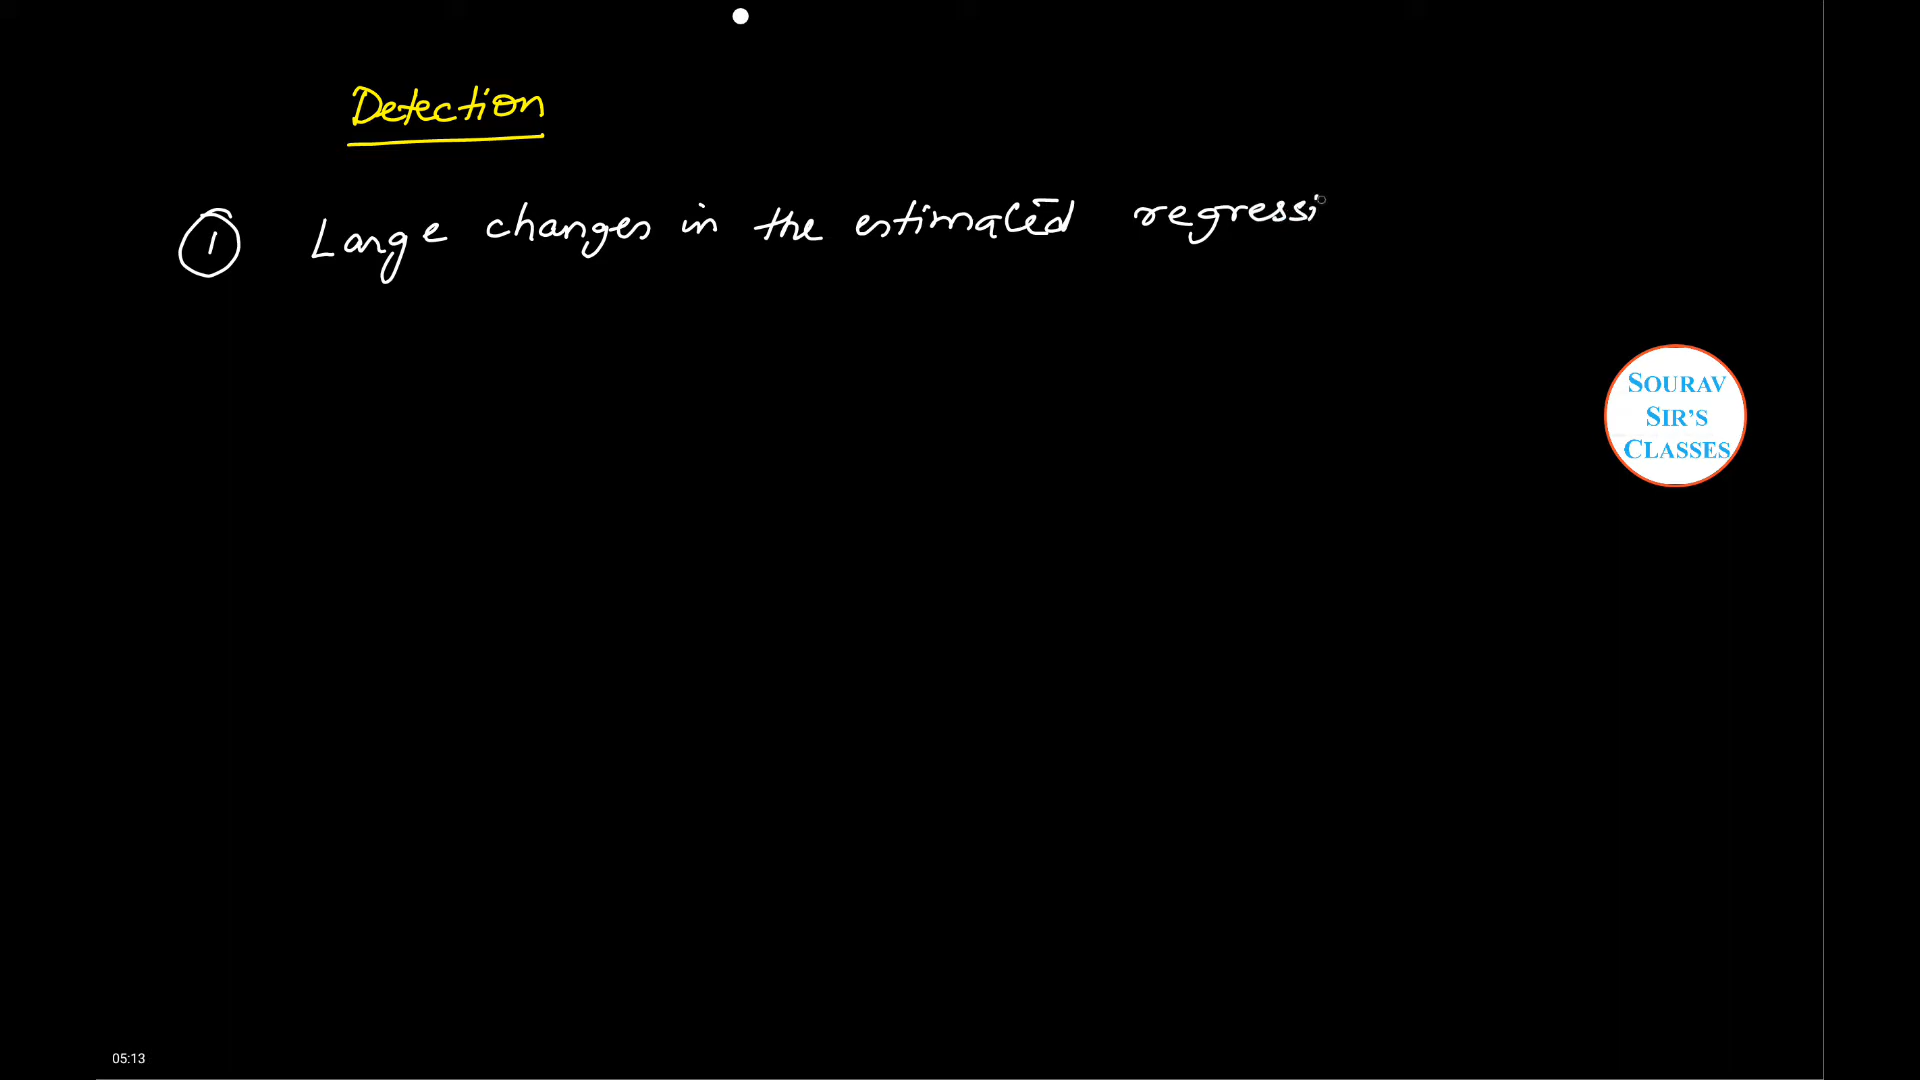 Detection
① Large changes in the estimated regressi
SOURAV
SIR'S
CLASSES
05:13